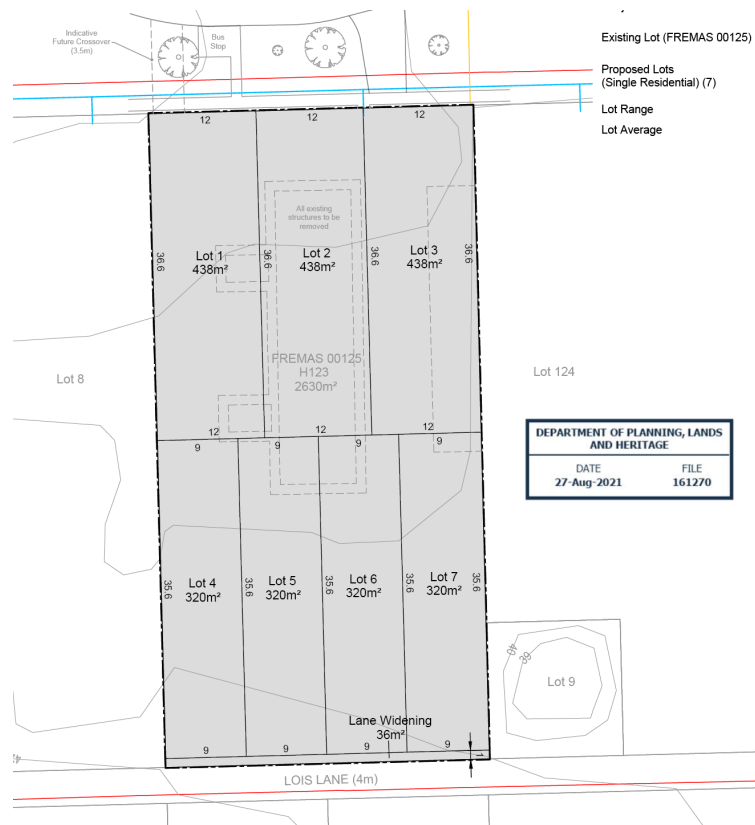 Indicative
Future Crossover
(3.5m)
Bus
Stop
Existing Lot (FREMAS 00125)
Proposed Lots
(Single Residential) (7)
Lot Range
Lot Average
12
12
12
All existing
structures to be
removed
36.6
Lot 1
438m²
36.6
Lot 2
438m²
36.6
Lot 3
438m²
36.6
FREMAS 00125
H123
2630m²
Lot 8
Lot 124
12
12
12
9
9
9
9
DEPARTMENT OF PLANNING, LANDS
AND HERITAGE
DATE
FILE
27-Aug-2021
161270
35.6
Lot 4
320m²
35.6
Lot 5
320m²
35.6
Lot 6
320m²
35.6
Lot 7
320m²
35.6
40
39
Lot 9
Lane Widening
36m²
9
9
9
9
1
LOIS LANE (4m)